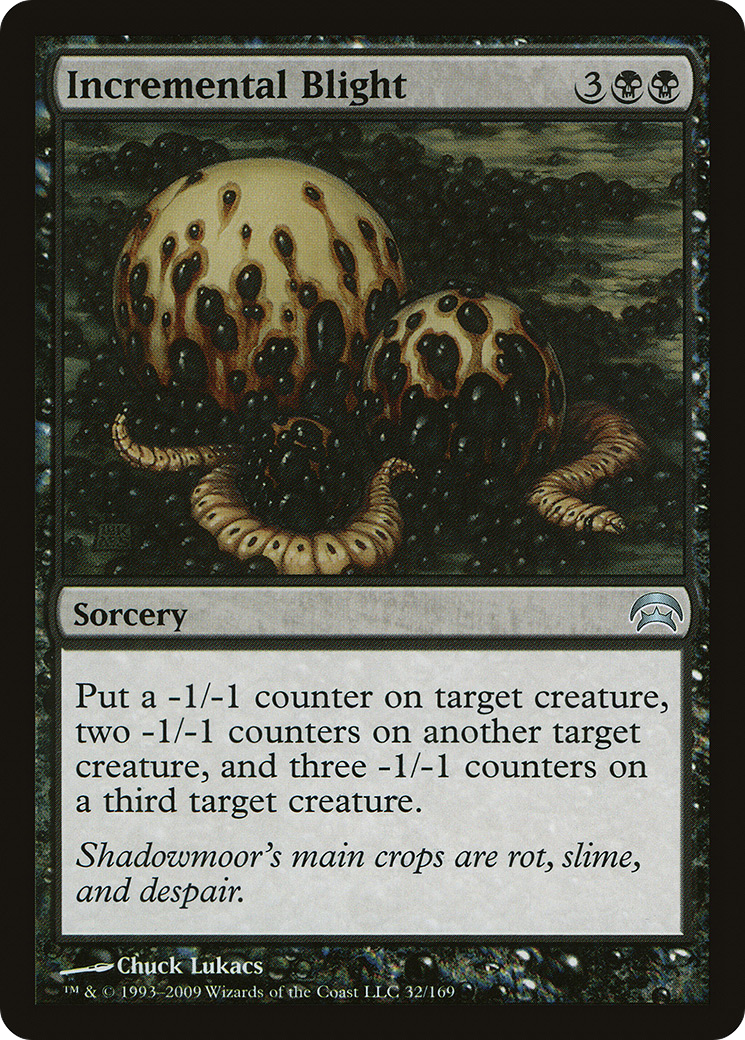 Incremental Blight 3
Sorcery
Put a -1/-1 counter on target creature,
two -1/-1 counters on another target
creature, and three -1/-1 counters on
a third target creature.
Shadowmoor's main crops are rot, slime,
and despair.
Chuck Lukacs
™ & © 1993–2009 Wizards of the Coast LLC 32/169